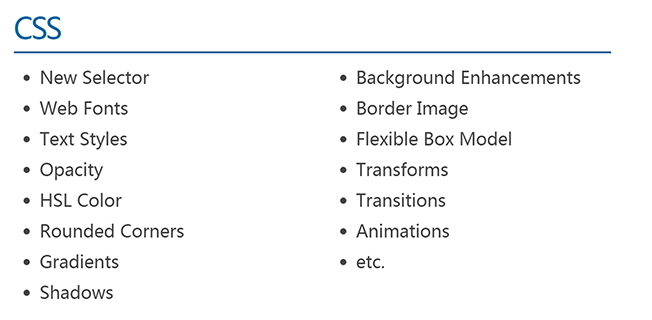 CSS
New Selector
Web Fonts
Text Styles
Opacity
HSL Color
Rounded Corners
Gradients
Shadows
Background Enhancements
Border Image
Flexible Box Model
Transforms
Transitions
Animations
etc.